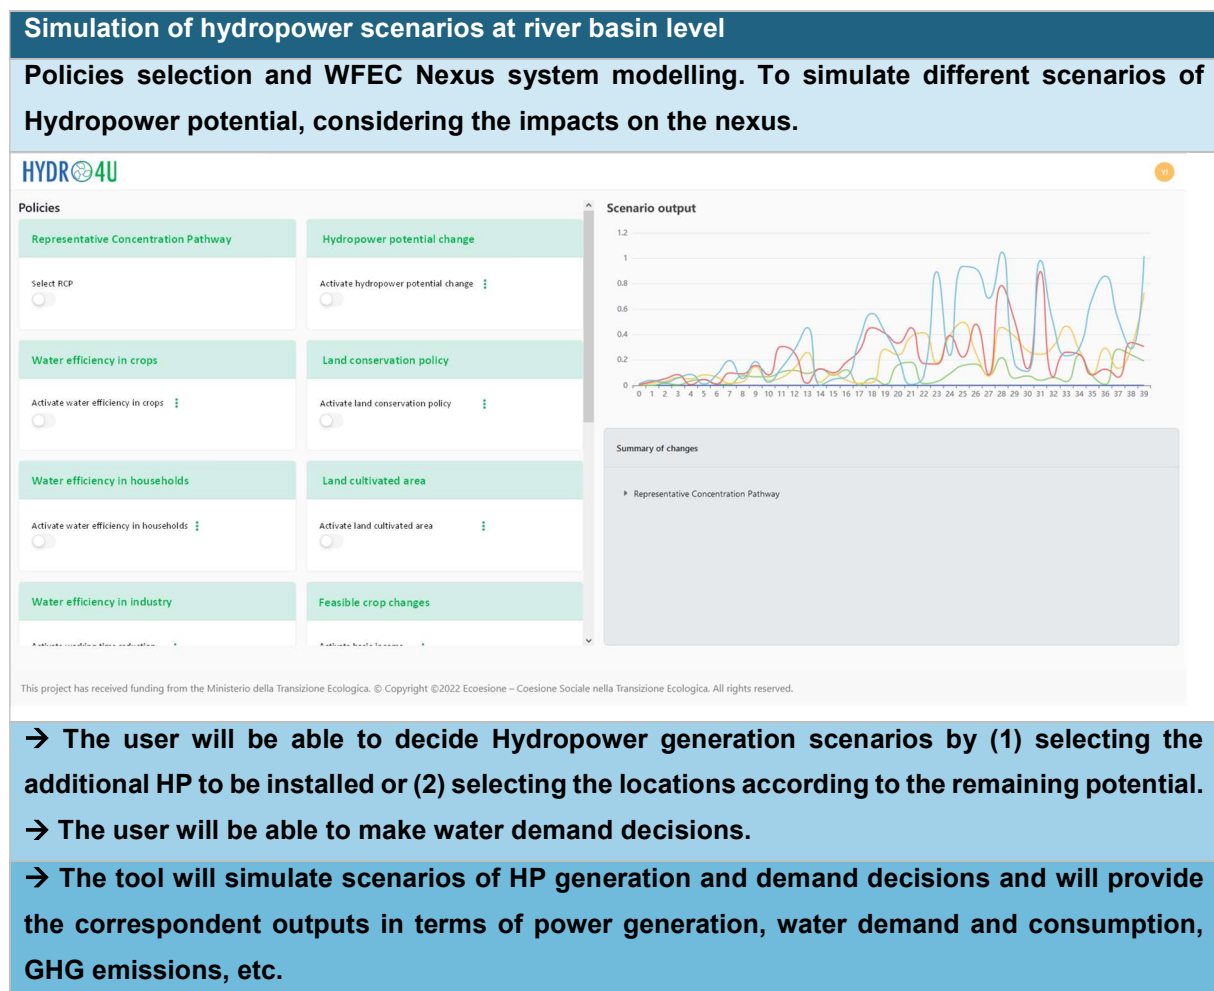 Simulation of hydropower scenarios at river basin level
Policies selection and WFEC Nexus system modelling. To simulate different scenarios of
Hydropower potential, considering the impacts on the nexus.
HYDRO4U
YJ
Policies
Representative Concentration Pathway
Hydropower potential change
Select RCP
Activate hydropower potential change
Water efficiency in crops
Land conservation policy
Activate water efficiency in crops
Activate land conservation policy
Water efficiency in households
Land cultivated area
Activate water efficiency in households
Activate land cultivated area
Water efficiency in industry
Feasible crop changes
Activate working time reduction
Activate basic income
Scenario output
1.2
1
0.8
0.6
0.4
0.2
0
0 1 2 3 4 5 6 7 8 9 10 11 12 13 14 15 16 17 18 19 20 21 22 23 24 25 26 27 28 29 30 31 32 33 34 35 36 37 38 39
Summary of changes
Representative Concentration Pathway
This project has received funding from the Ministerio della Transizione Ecologica. © Copyright ©2022 Ecoesione – Coesione Sociale nella Transizione Ecologica. All rights reserved.
→ The user will be able to decide Hydropower generation scenarios by (1) selecting the
additional HP to be installed or (2) selecting the locations according to the remaining potential.
→ The user will be able to make water demand decisions.
→ The tool will simulate scenarios of HP generation and demand decisions and will provide
the correspondent outputs in terms of power generation, water demand and consumption,
GHG emissions, etc.